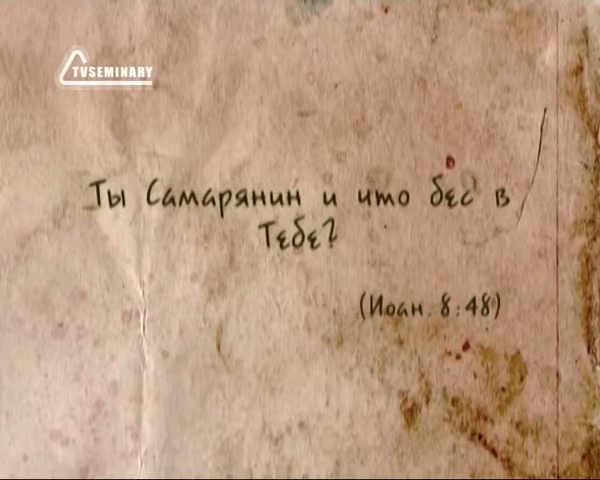 TVSEMINARY
Ты Самарянин и что бес в
Тебе?
(Иоан. 8:48)